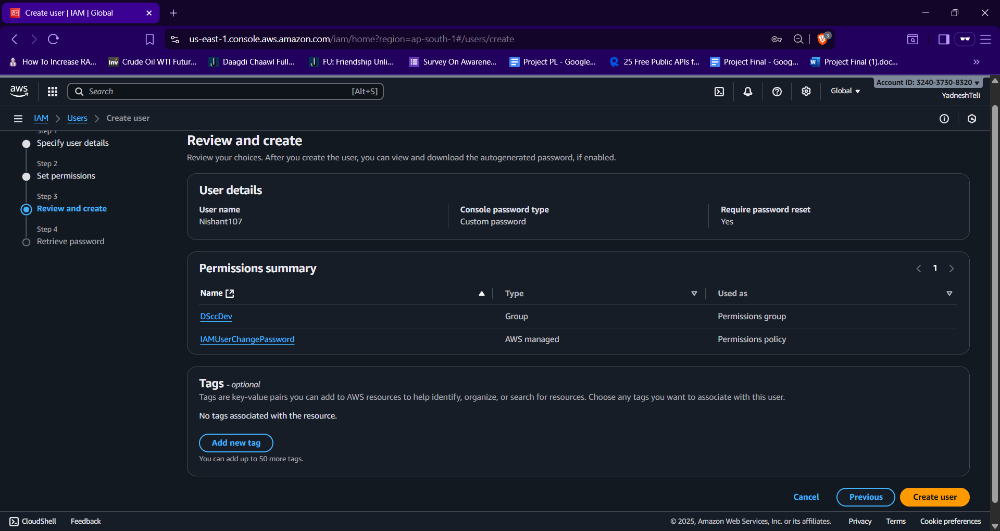 Create user | IAM | Global
us-east-1.console.aws.amazon.com/iam/home?region=ap-south-1#/users/create
3
How To Increase RA...
Inv Crude Oil WTI Futur...
Daagdi Chaawl Full...
FU: Friendship Unli...
Survey On Awarene...
Project PL - Google...
25 Free Public APIs f...
Project Final - Goog...
Project Final (1).doc...
aws
Search
[Alt+S]
Global
Account ID: 3240-3730-8320
YadneshTeli
IAM
Users
Create user
Step 1
Specify user details
Step 2
Set permissions
Step 3
Review and create
Step 4
Retrieve password
Review and create
Review your choices. After you create the user, you can view and download the autogenerated password, if enabled.
User details
User name
Nishant107
Console password type
Custom password
Require password reset
Yes
Permissions summary
1
Name
Type
Used as
DSccDev
Group
Permissions group
IAMUserChangePassword
AWS managed
Permissions policy
Tags - optional
Tags are key-value pairs you can add to AWS resources to help identify, organize, or search for resources. Choose any tags you want to associate with this user.
No tags associated with the resource.
Add new tag
You can add up to 50 more tags.
Cancel
Previous
Create user
CloudShell
Feedback
© 2025, Amazon Web Services, Inc. or its affiliates.
Privacy
Terms
Cookie preferences